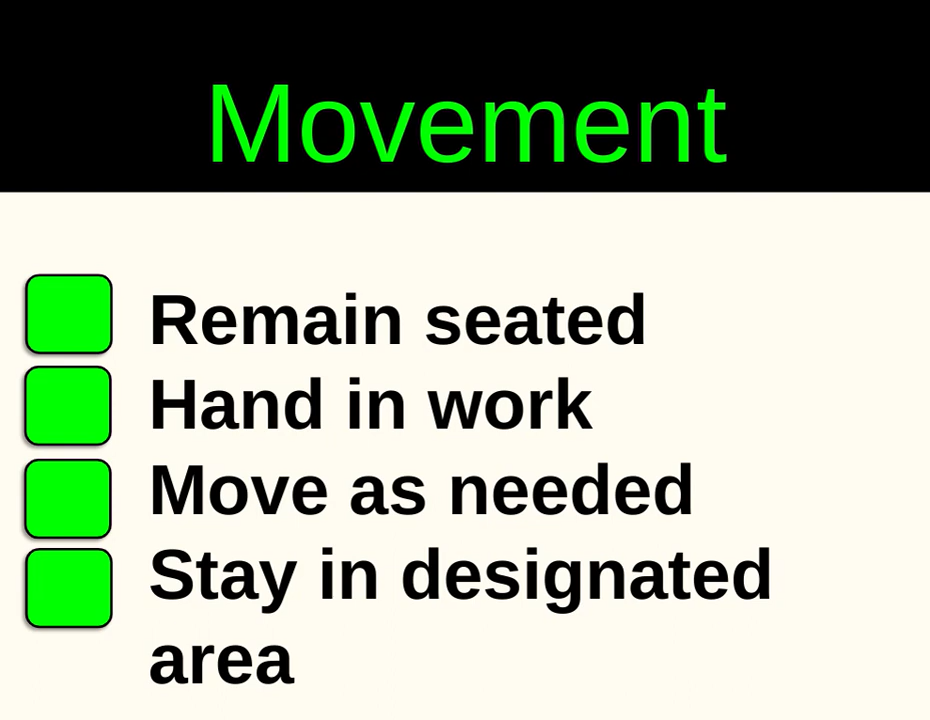 Movement
Remain seated
Hand in work
Move as needed
Stay in designated
area